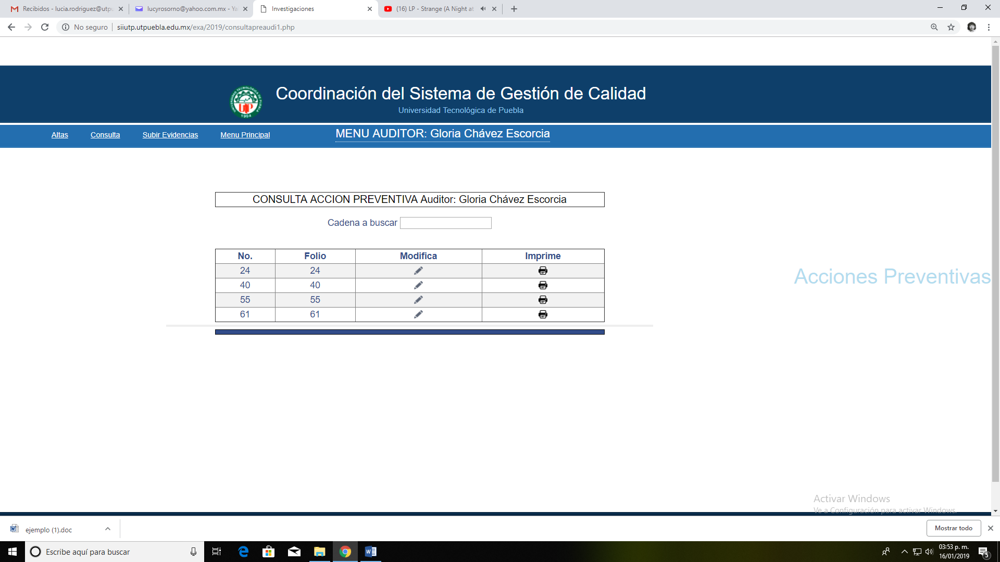 Recibidos - lucia.rodriguez@utpu
lucyrosorno@yahoo.com.mx - Ya
Investigaciones
(16) LP - Strange (A Night at
No seguro
siiutp.utpuebla.edu.mx/exa/2019/consultapreaudi1.php
Coordinación del Sistema de Gestión de Calidad
Universidad Tecnológica de Puebla
Altas Consulta Subir Evidencias Menu Principal MENU AUDITOR: Gloria Chávez Escorcia
CONSULTA ACCION PREVENTIVA Auditor: Gloria Chávez Escorcia
Cadena a buscar
No. Folio Modifica Imprime
24 24
40 40
55 55
61 61
Acciones Preventivas
Activar Windows
Ve a Configuración para activar Windows.
ejemplo (1).doc
Mostrar todo
Escribe aquí para buscar
03:53 p. m.
16/01/2019
5